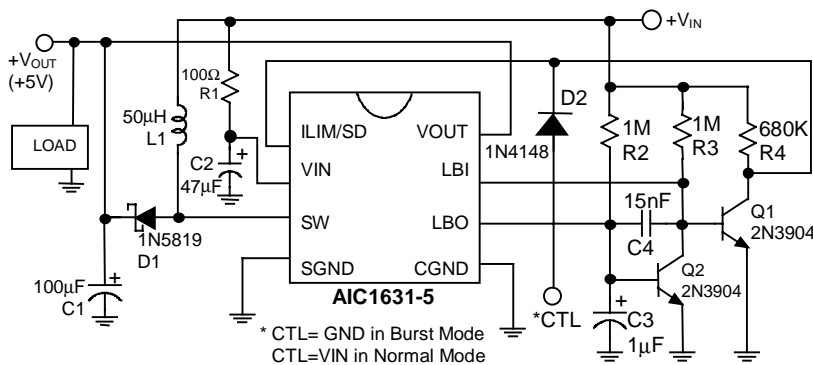 +VIN
+VOUT
(+5V)
100Ω
R1
50μH
L1
D2
ILIM/SD
VOUT
1N4148
1M
R2
1M
R3
680K
R4
LOAD
C2
47μF
VIN
LBI
15nF
C4
Q1
2N3904
SW
LBO
1N5819
D1
Q2
2N3904
SGND
CGND
100μF
C1
AIC1631-5
*CTL
C3
1μF
* CTL= GND in Burst Mode
CTL=VIN in Normal Mode